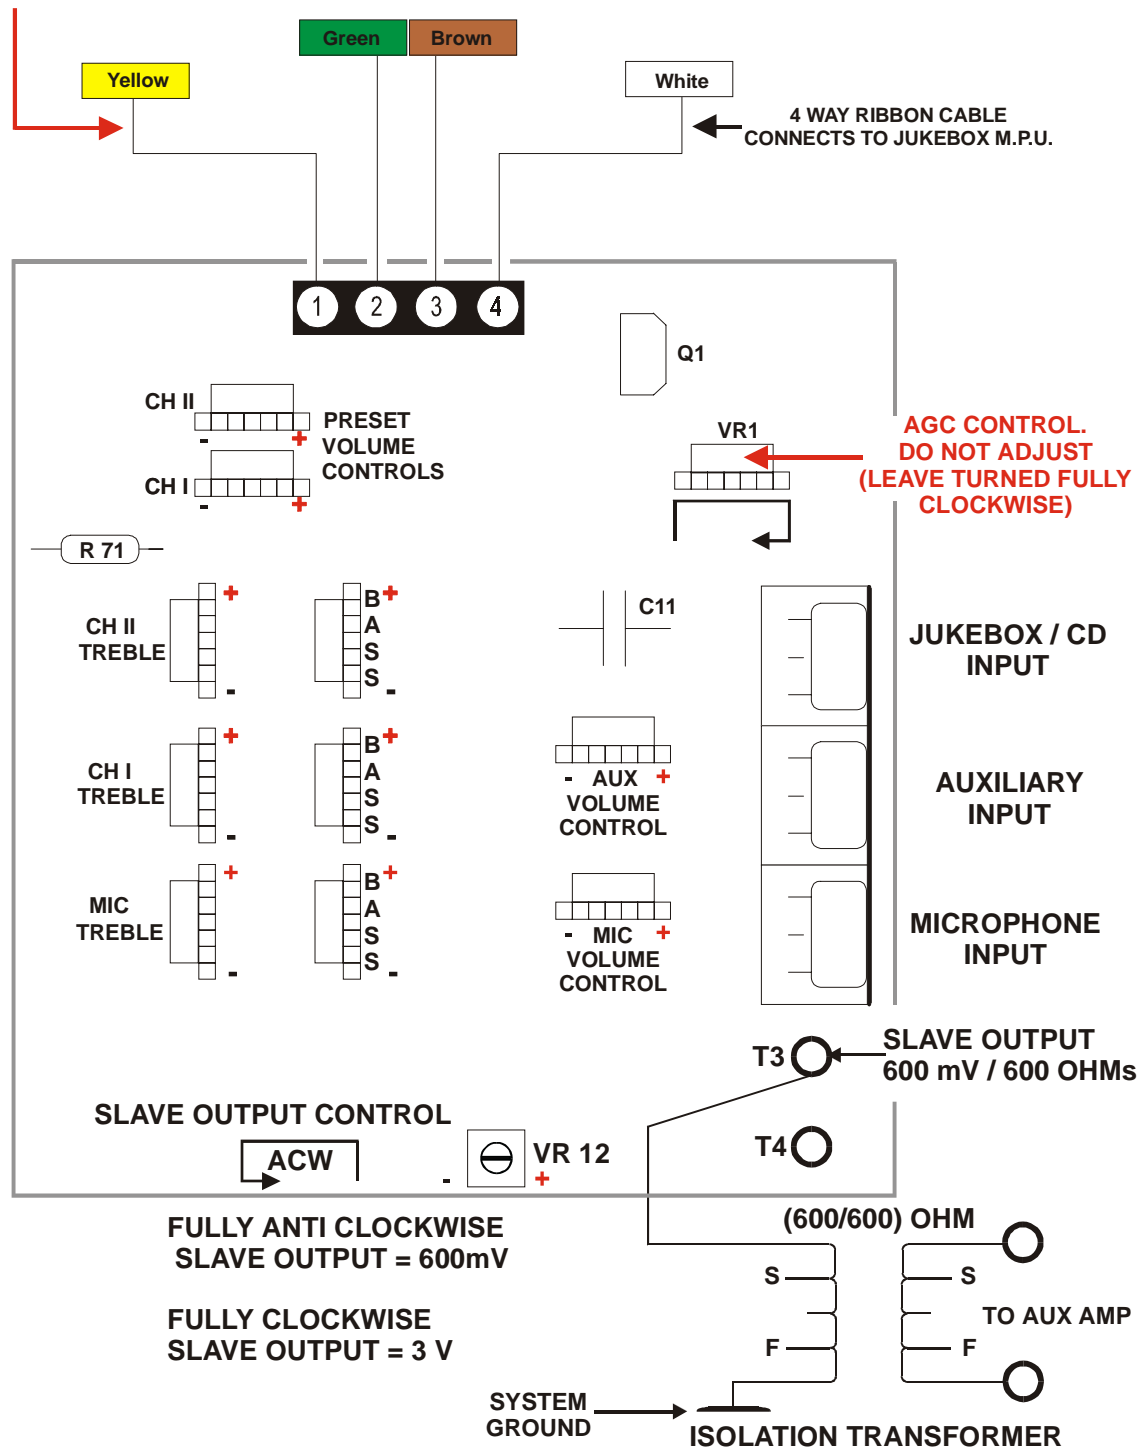 Green
Brown
Yellow
White
4 WAY RIBBON CABLE
CONNECTS TO JUKEBOX M.P.U.
1 2 3 4
Q1
CH II
- +
PRESET
VOLUME
CONTROLS
CH I
- +
VR1
AGC CONTROL.
DO NOT ADJUST
(LEAVE TURNED FULLY
CLOCKWISE)
R 71
CH II
TREBLE
+
-
B +
A
S
S -
C11
JUKEBOX / CD
INPUT
CH I
TREBLE
+
-
B +
A
S
S -
- AUX +
VOLUME
CONTROL
AUXILIARY
INPUT
MIC
TREBLE
+
-
B +
A
S
S -
- MIC +
VOLUME
CONTROL
MICROPHONE
INPUT
T3
SLAVE OUTPUT
600 mV / 600 OHMs
T4
SLAVE OUTPUT CONTROL
ACW
- +
VR 12
FULLY ANTI CLOCKWISE
SLAVE OUTPUT = 600mV
FULLY CLOCKWISE
SLAVE OUTPUT = 3 V
(600/600) OHM
S S
TO AUX AMP
F F
SYSTEM
GROUND
ISOLATION TRANSFORMER